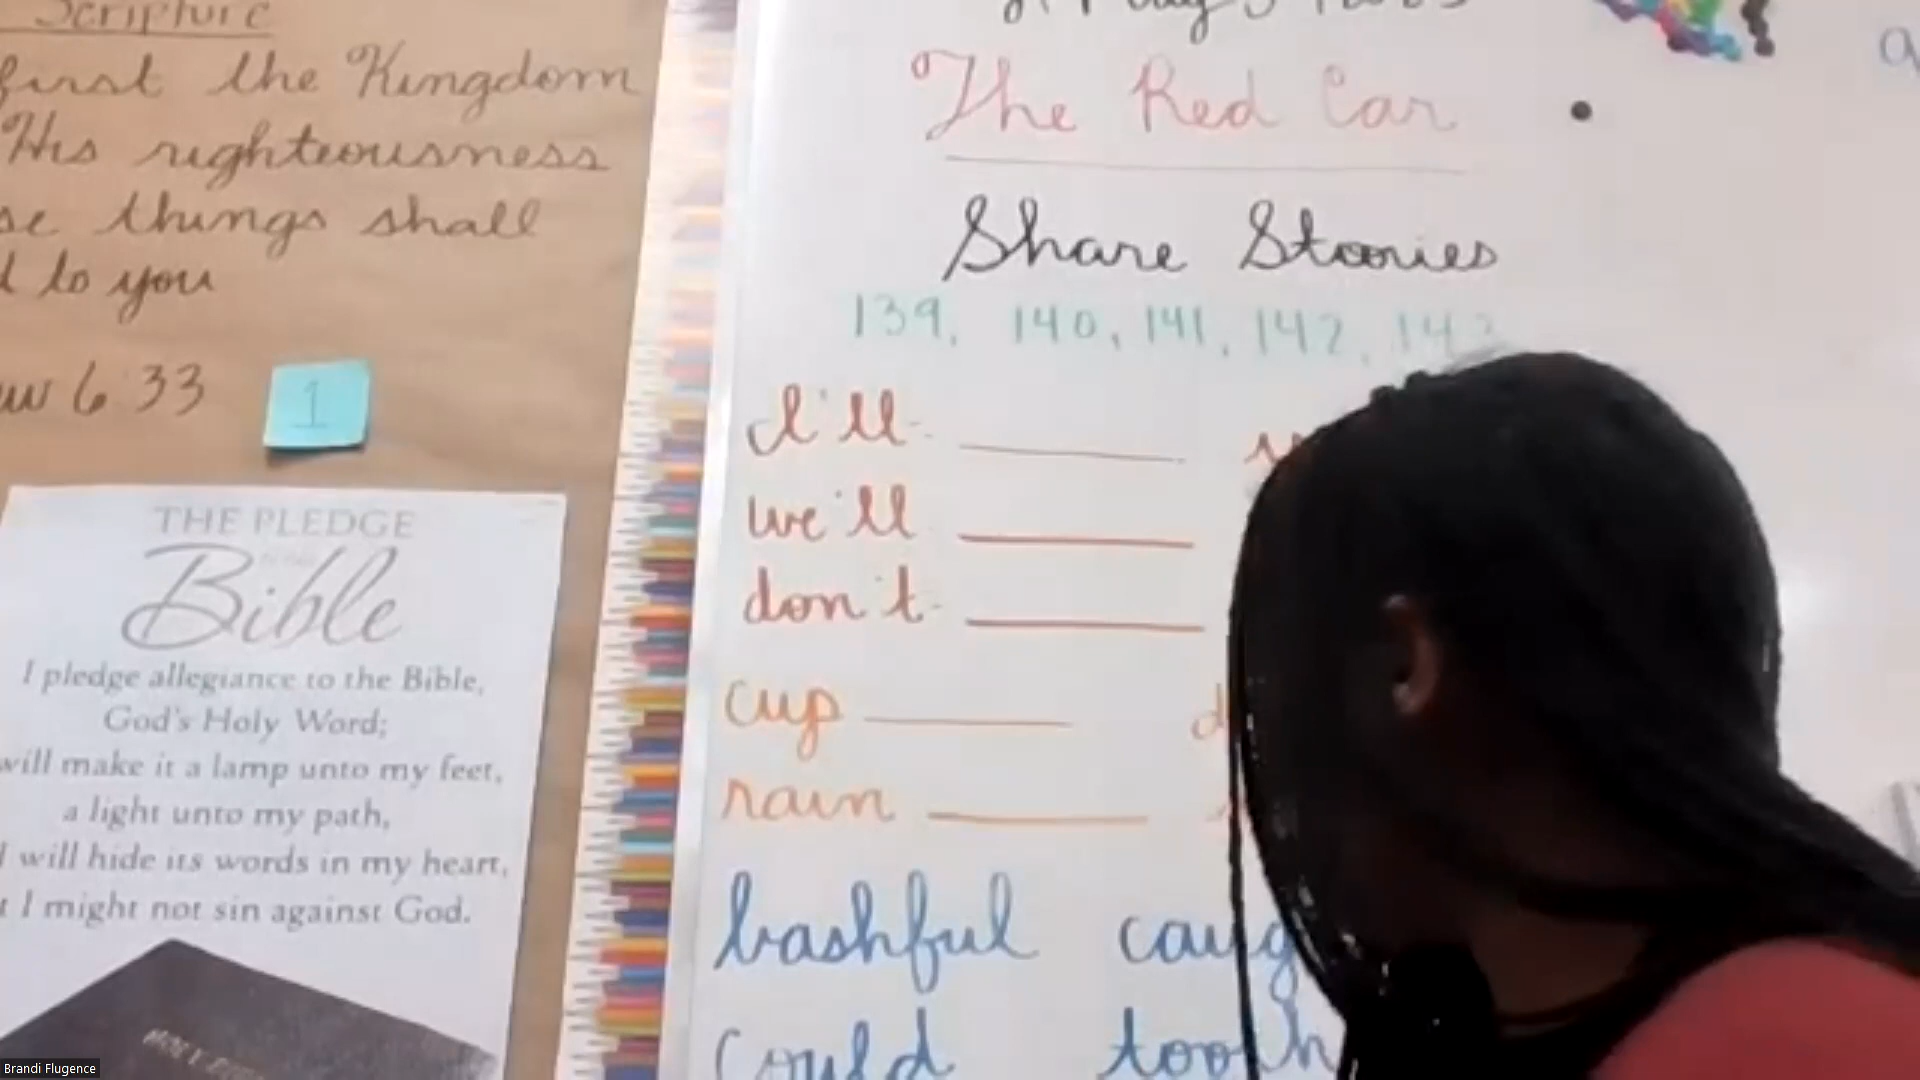 Scripture
first the Kingdom
His righteousness
things shall
to you
6:33
1
THE PLEDGE
Bible
I pledge allegiance to the Bible,
God's Holy Word;
will make it a lamp unto my feet,
a light unto my path,
will hide its words in my heart,
I might not sin against God.
The Red Car
Share Stories
139, 140, 141, 142, 143
I'll
we'll
don't
cup
rain
bashful
could tooth
Brandi Flugence